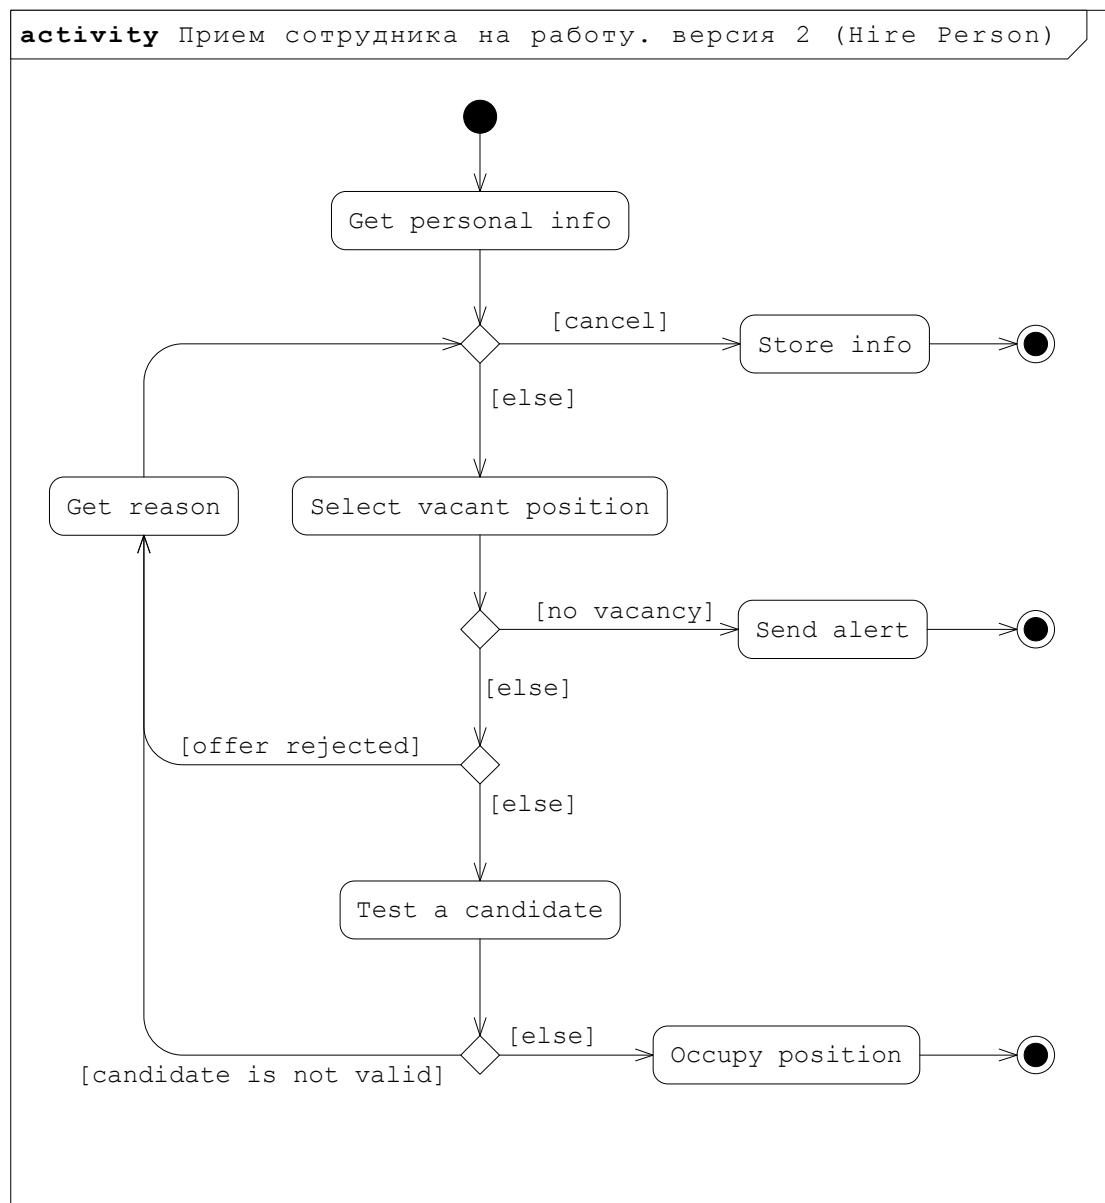 activity Прием сотрудника на работу. версия 2 (Hire Person)
Get personal info
[cancel]
Store info
[else]
Get reason
Select vacant position
[no vacancy]
Send alert
[else]
[offer rejected]
[else]
Test a candidate
[else]
Occupy position
[candidate is not valid]